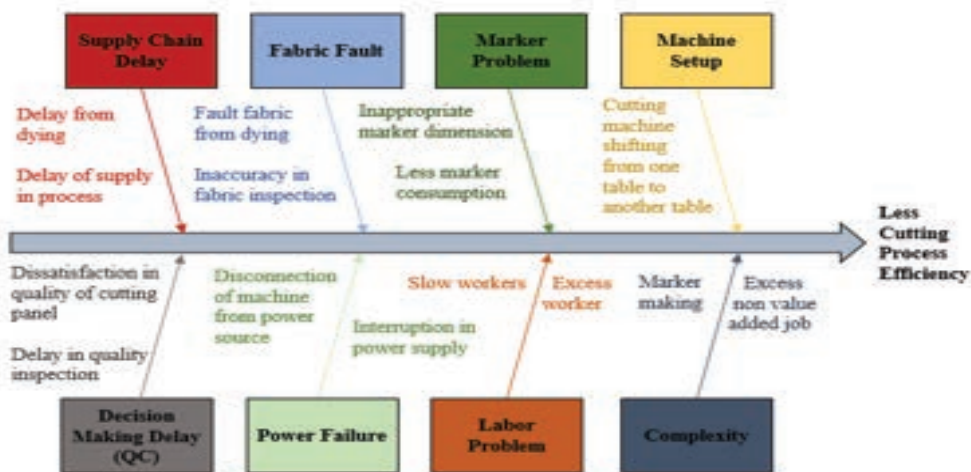 Supply Chain
Delay
Fabric Fault
Marker
Problem
Machine
Setup
Delay from
dying
Delay of supply
in process
Fault fabric
from dying
Inaccuracy in
fabric inspection
Inappropriate
marker dimension
Less marker
consumption
Cutting
machine
shifting
from one
table to
another table
Less
Cutting
Process
Efficiency
Dissatisfaction in
quality of cutting
panel
Delay in quality
inspection
Disconnection
of machine
from power
source
Interruption in
power supply
Slow workers
Excess
worker
Marker
making
Excess
non value
added job
Decision
Making Delay
(QC)
Power Failure
Labor
Problem
Complexity